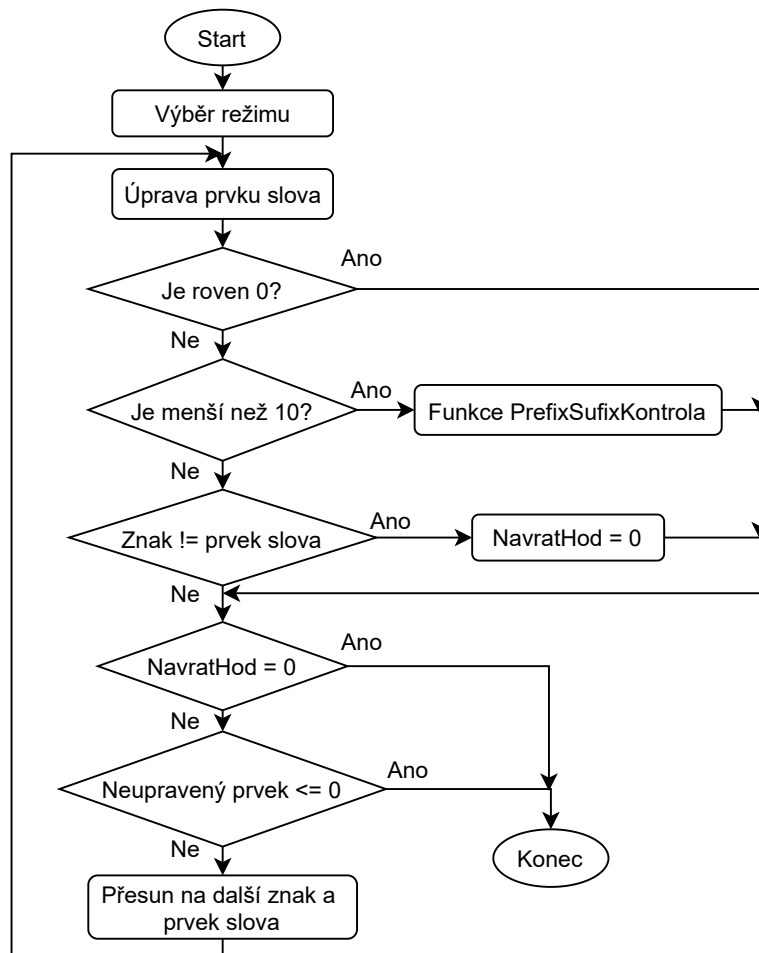 Start
Výběr režimu
Úprava prvku slova
Ano
Je roven 0?
Ne
Ano
Je menší než 10?
Funkce PrefixSufixKontrola
Ne
Ano
Znak != prvek slova
NavratHod = 0
Ne
Ano
NavratHod = 0
Ne
Ano
Neupravený prvek <= 0
Ne
Konec
Přesun na další znak a
prvek slova